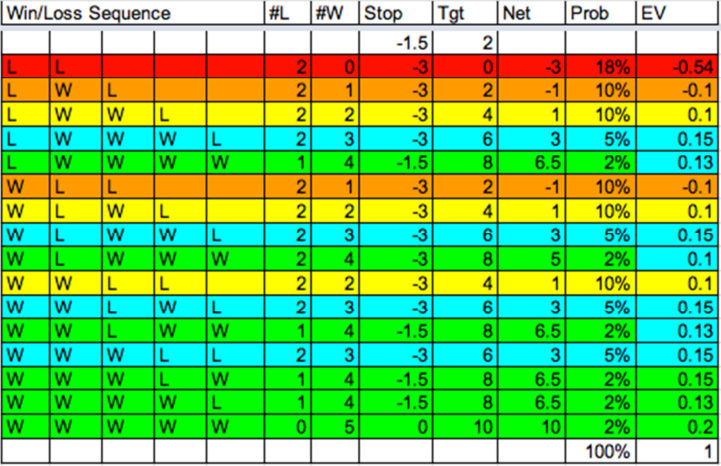 Win/Loss Sequence #L #W Stop Tgt Net Prob EV
-1.5 2
L L 2 0 -3 0 -3 18% -0.54
L W L 2 1 -3 2 -1 10% -0.1
L W W L 2 2 -3 4 1 10% 0.1
L W W W L 2 3 -3 6 3 5% 0.15
L W W W W 1 4 -1.5 8 6.5 2% 0.13
W L L 2 1 -3 2 -1 10% -0.1
W L W L 2 2 -3 4 1 10% 0.1
W L W W L 2 3 -3 6 3 5% 0.15
W L W W W 2 4 -3 8 5 2% 0.1
W W L L 2 2 -3 4 1 10% 0.1
W W L W L 2 3 -3 6 3 5% 0.15
W W L W W 1 4 -1.5 8 6.5 2% 0.13
W W W L L 2 3 -3 6 3 5% 0.15
W W W L W 1 4 -1.5 8 6.5 2% 0.15
W W W W L 1 4 -1.5 8 6.5 2% 0.13
W W W W W 0 5 0 10 10 2% 0.2
100% 1